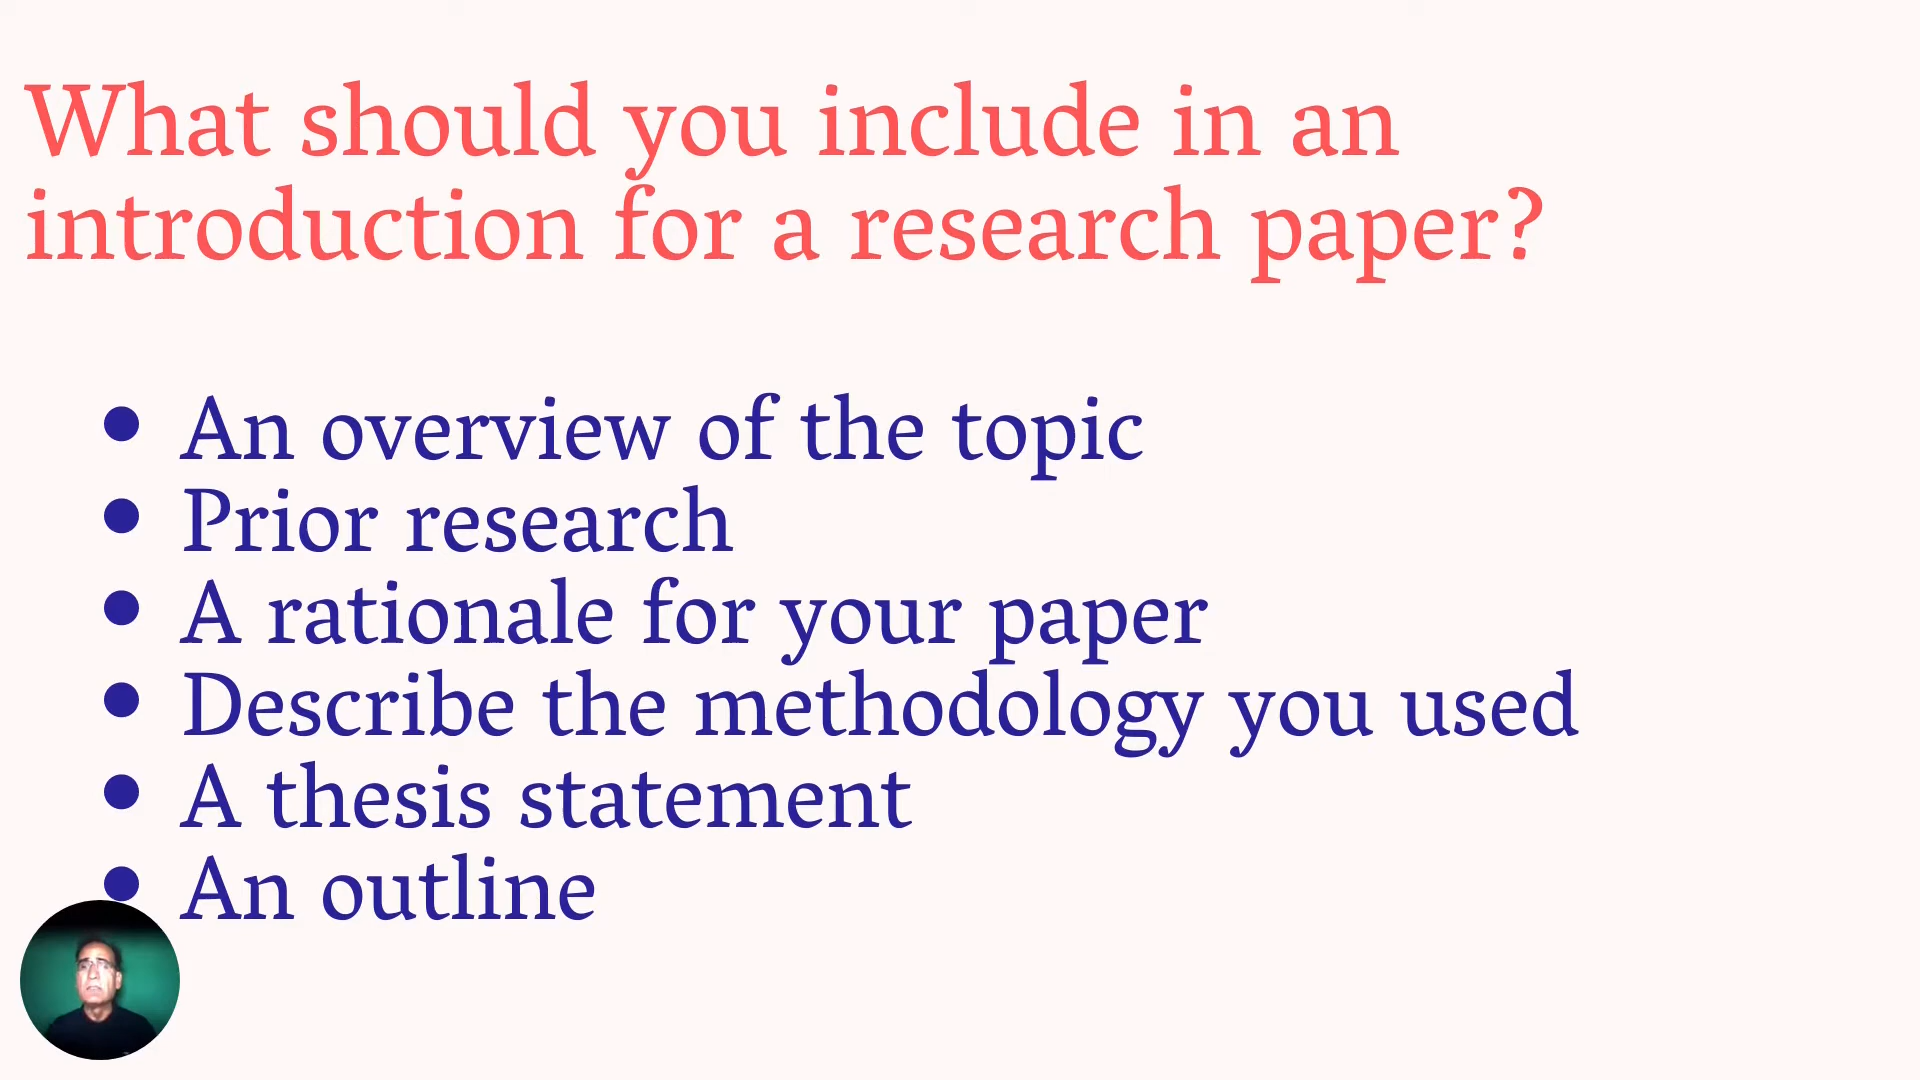 What should you include in an
introduction for a research paper?
• An overview of the topic
• Prior research
• A rationale for your paper
• Describe the methodology you used
• A thesis statement
• An outline